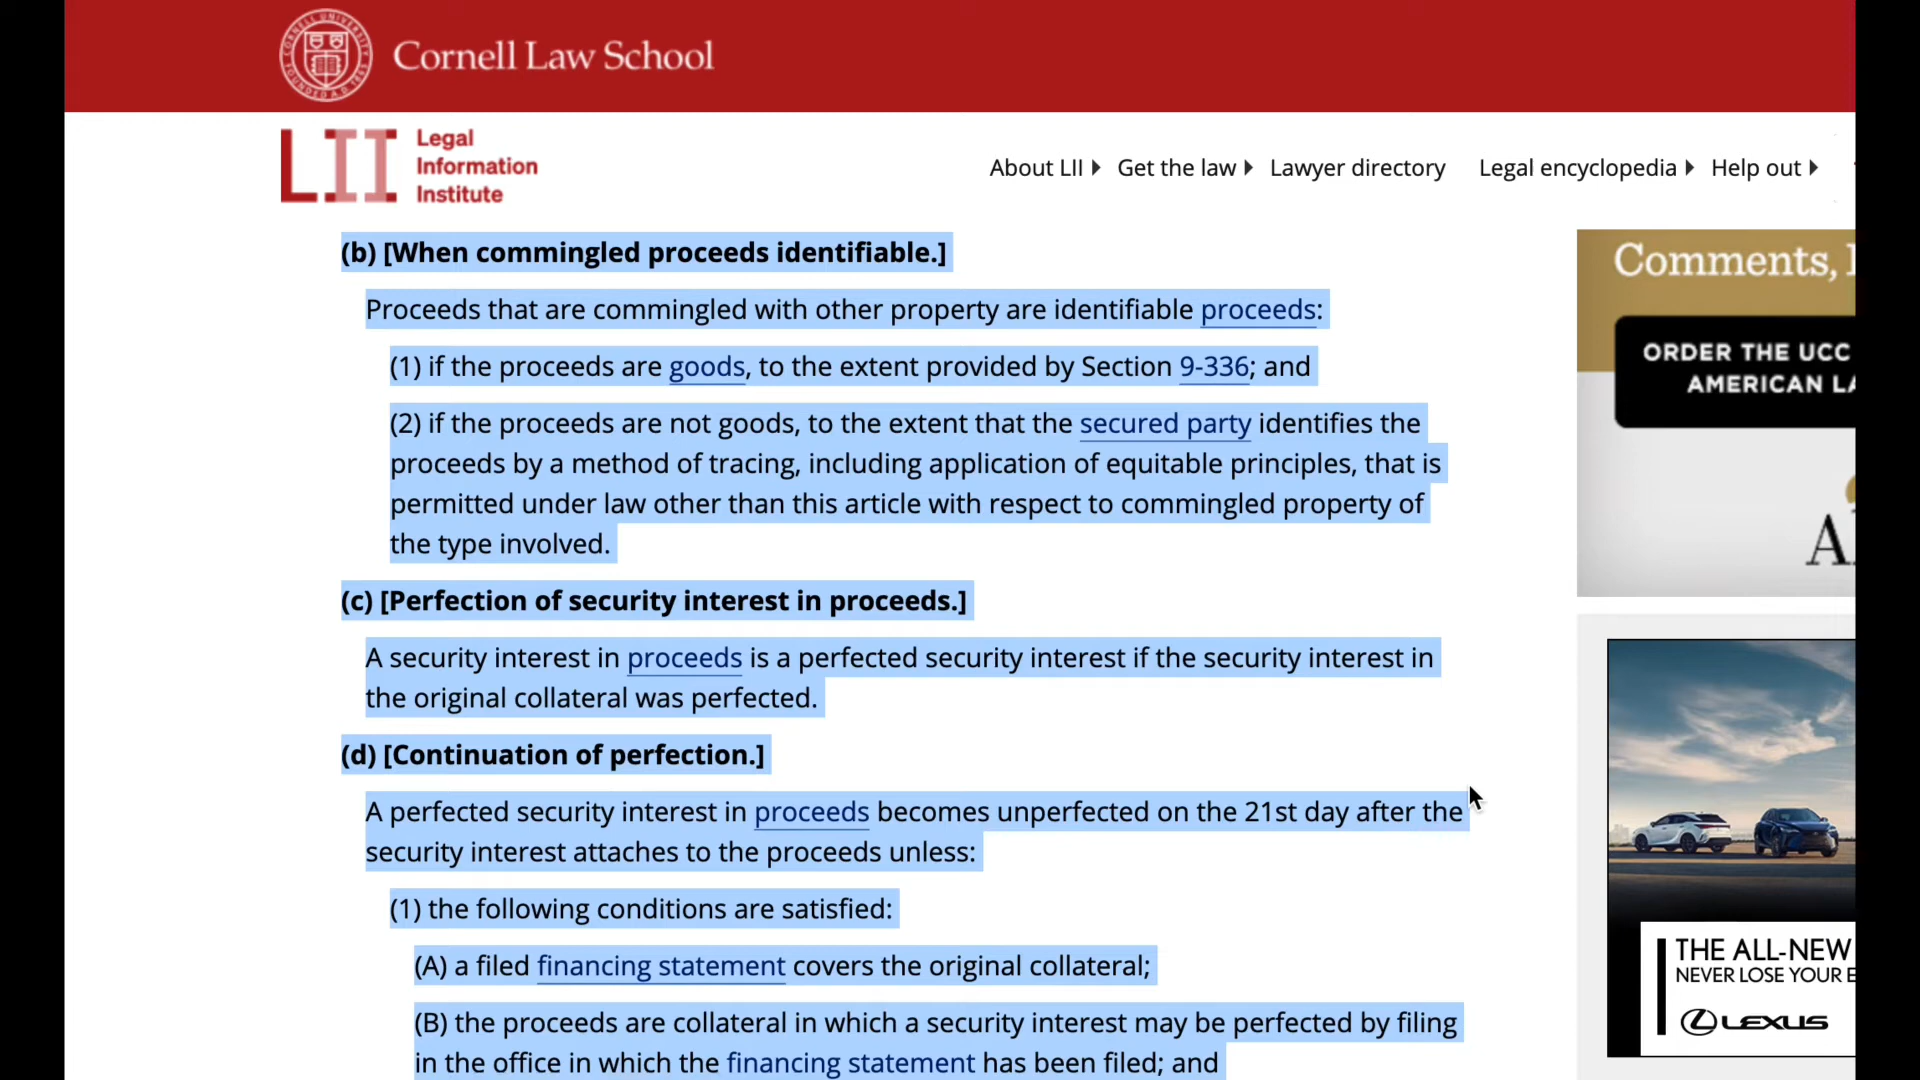 Cornell Law School
LII Legal
Information
Institute
About LII Get the law Lawyer directory Legal encyclopedia Help out
(b) [When commingled proceeds identifiable.]
Proceeds that are commingled with other property are identifiable proceeds:
(1) if the proceeds are goods, to the extent provided by Section 9-336; and
(2) if the proceeds are not goods, to the extent that the secured party identifies the
proceeds by a method of tracing, including application of equitable principles, that is
permitted under law other than this article with respect to commingled property of
the type involved.
(c) [Perfection of security interest in proceeds.]
A security interest in proceeds is a perfected security interest if the security interest in
the original collateral was perfected.
(d) [Continuation of perfection.]
A perfected security interest in proceeds becomes unperfected on the 21st day after the
security interest attaches to the proceeds unless:
(1) the following conditions are satisfied:
(A) a filed financing statement covers the original collateral;
(B) the proceeds are collateral in which a security interest may be perfected by filing
in the office in which the financing statement has been filed; and
Comments,
ORDER THE UCC
AMERICAN
THE ALL-NEW
NEVER LOSE YOUR
LEXUS